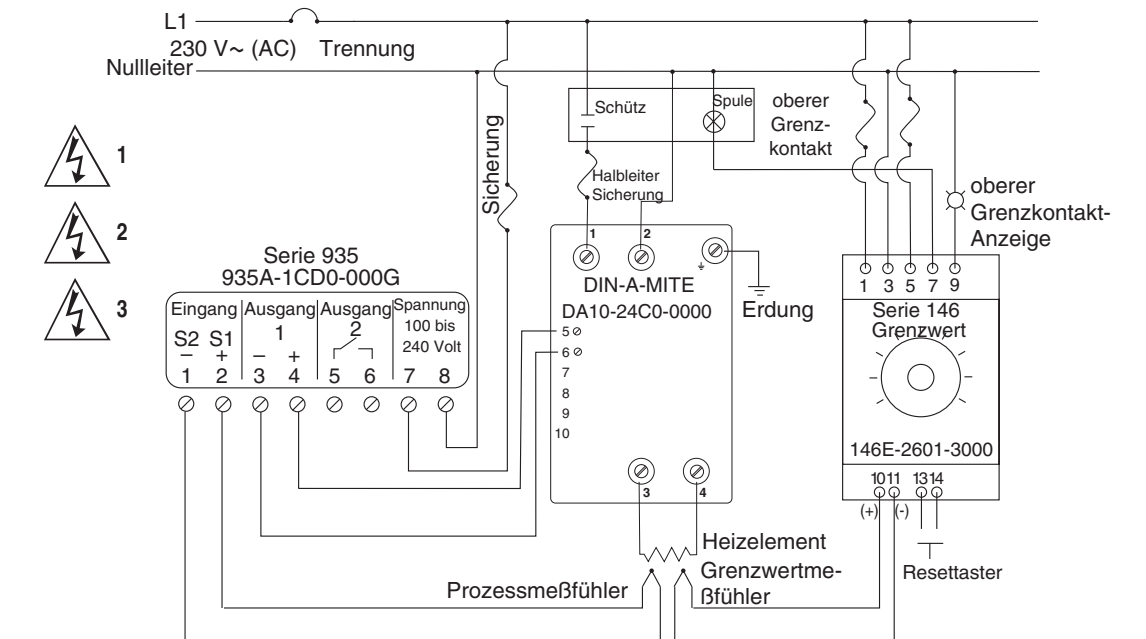 L1
230 V~ (AC) Trennung
Nullleiter
Schütz
Spule
oberer
Grenz-
kontakt
Sicherung
Halbleiter
Sicherung
oberer
Grenzkontakt-
Anzeige
1
2
3
Serie 935
935A-1CD0-000G
Eingang Ausgang Ausgang Spannung
1 2 100 bis
240 Volt
S2 S1
– + – +
1 2 3 4 5 6 7 8
1 2
DIN-A-MITE
DA10-24C0-0000
5
6
7
8
9
10
3 4
Erdung
1 3 5 7 9
Serie 146
Grenzwert
146E-2601-3000
10 11 13 14
(+) (-)
Resettaster
Heizelement
Prozessmeßfühler
Grenzwertme-
ßfühler